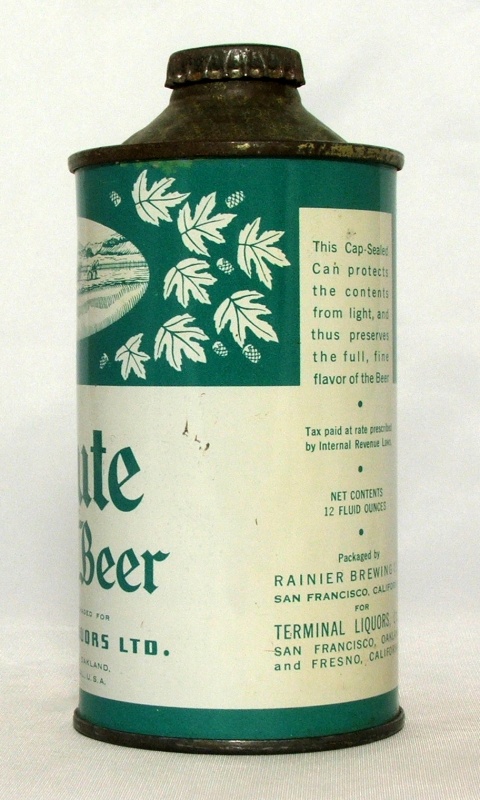 ute
Beer
FOR
ORS LTD.
OAKLAND,
U.S.A.
This Cap-Sealed
Can protects
the contents
from light, and
thus preserves
the full, fine
flavor of the Beer
Tax paid at rate prescribed
by Internal Revenue Laws
NET CONTENTS
12 FLUID OUNCES
Packaged by
RAINIER BREWING
SAN FRANCISCO, CALIF
FOR
TERMINAL LIQUORS,
SAN FRANCISCO, OAKL
and FRESNO, CALIF